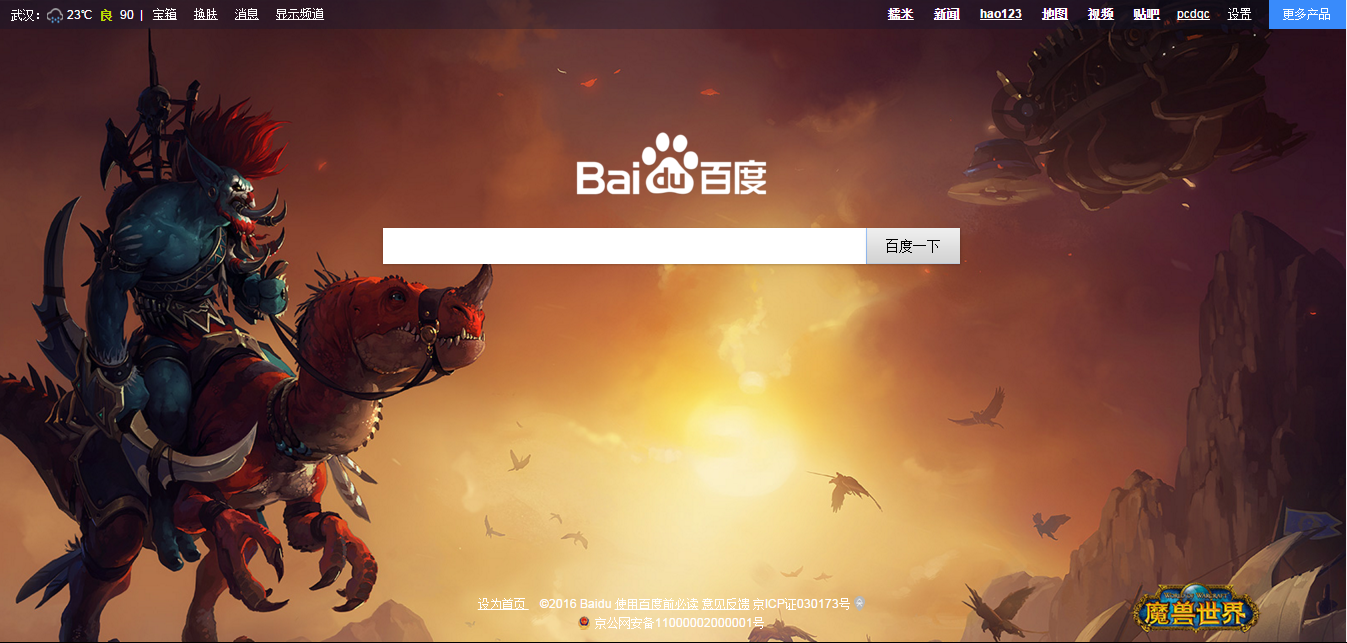 武汉： 23℃ 良 90 | 宝箱 换肤 消息 显示频道 糯米 新闻 hao123 地图 视频 贴吧 pcdgc 设置 更多产品
Bai du 百度
百度一下
设为首页 ©2016 Baidu 使用百度前必读 意见反馈 京ICP证030173号
京公网安备11000002000001号
WORLD OF WARCRAFT
魔兽世界